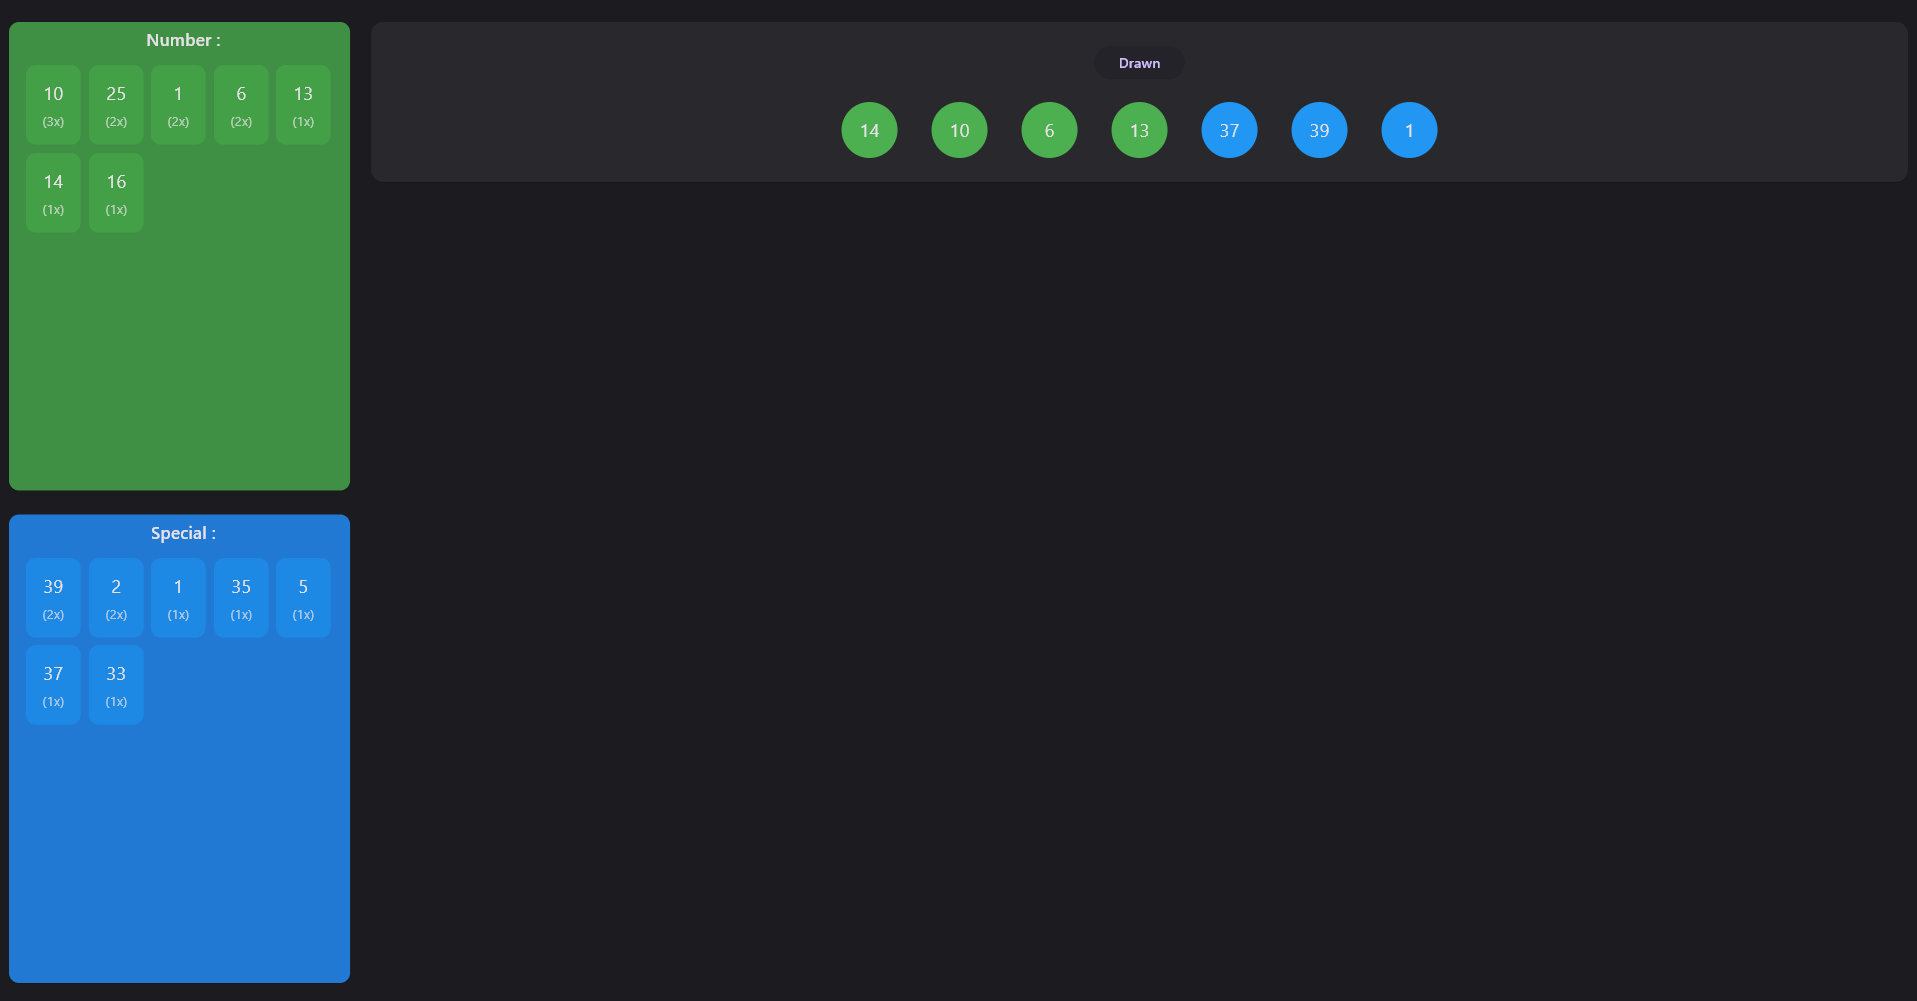 Number :
10 25 1 6 13
(3x) (2x) (2x) (2x) (1x)
14 16
(1x) (1x)
Special :
39 2 1 35 5
(2x) (2x) (1x) (1x) (1x)
37 33
(1x) (1x)
Drawn
14 10 6 13 37 39 1